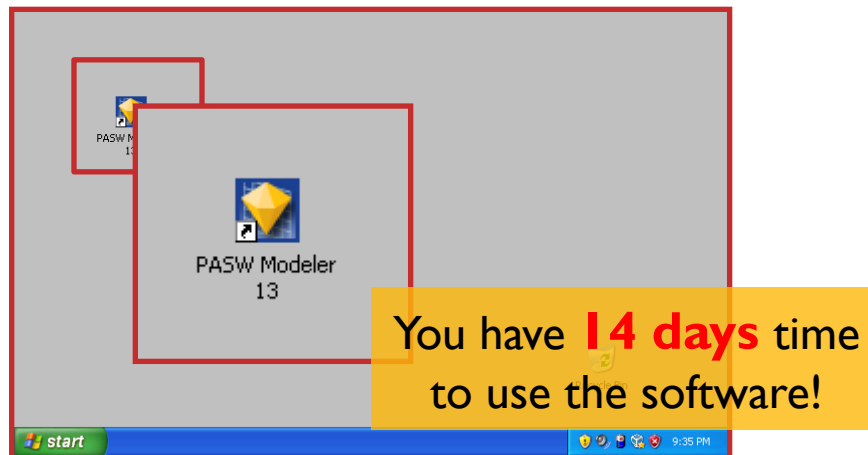 PASW Modeler
13
You have 14 days time
to use the software!
start
9:35 PM